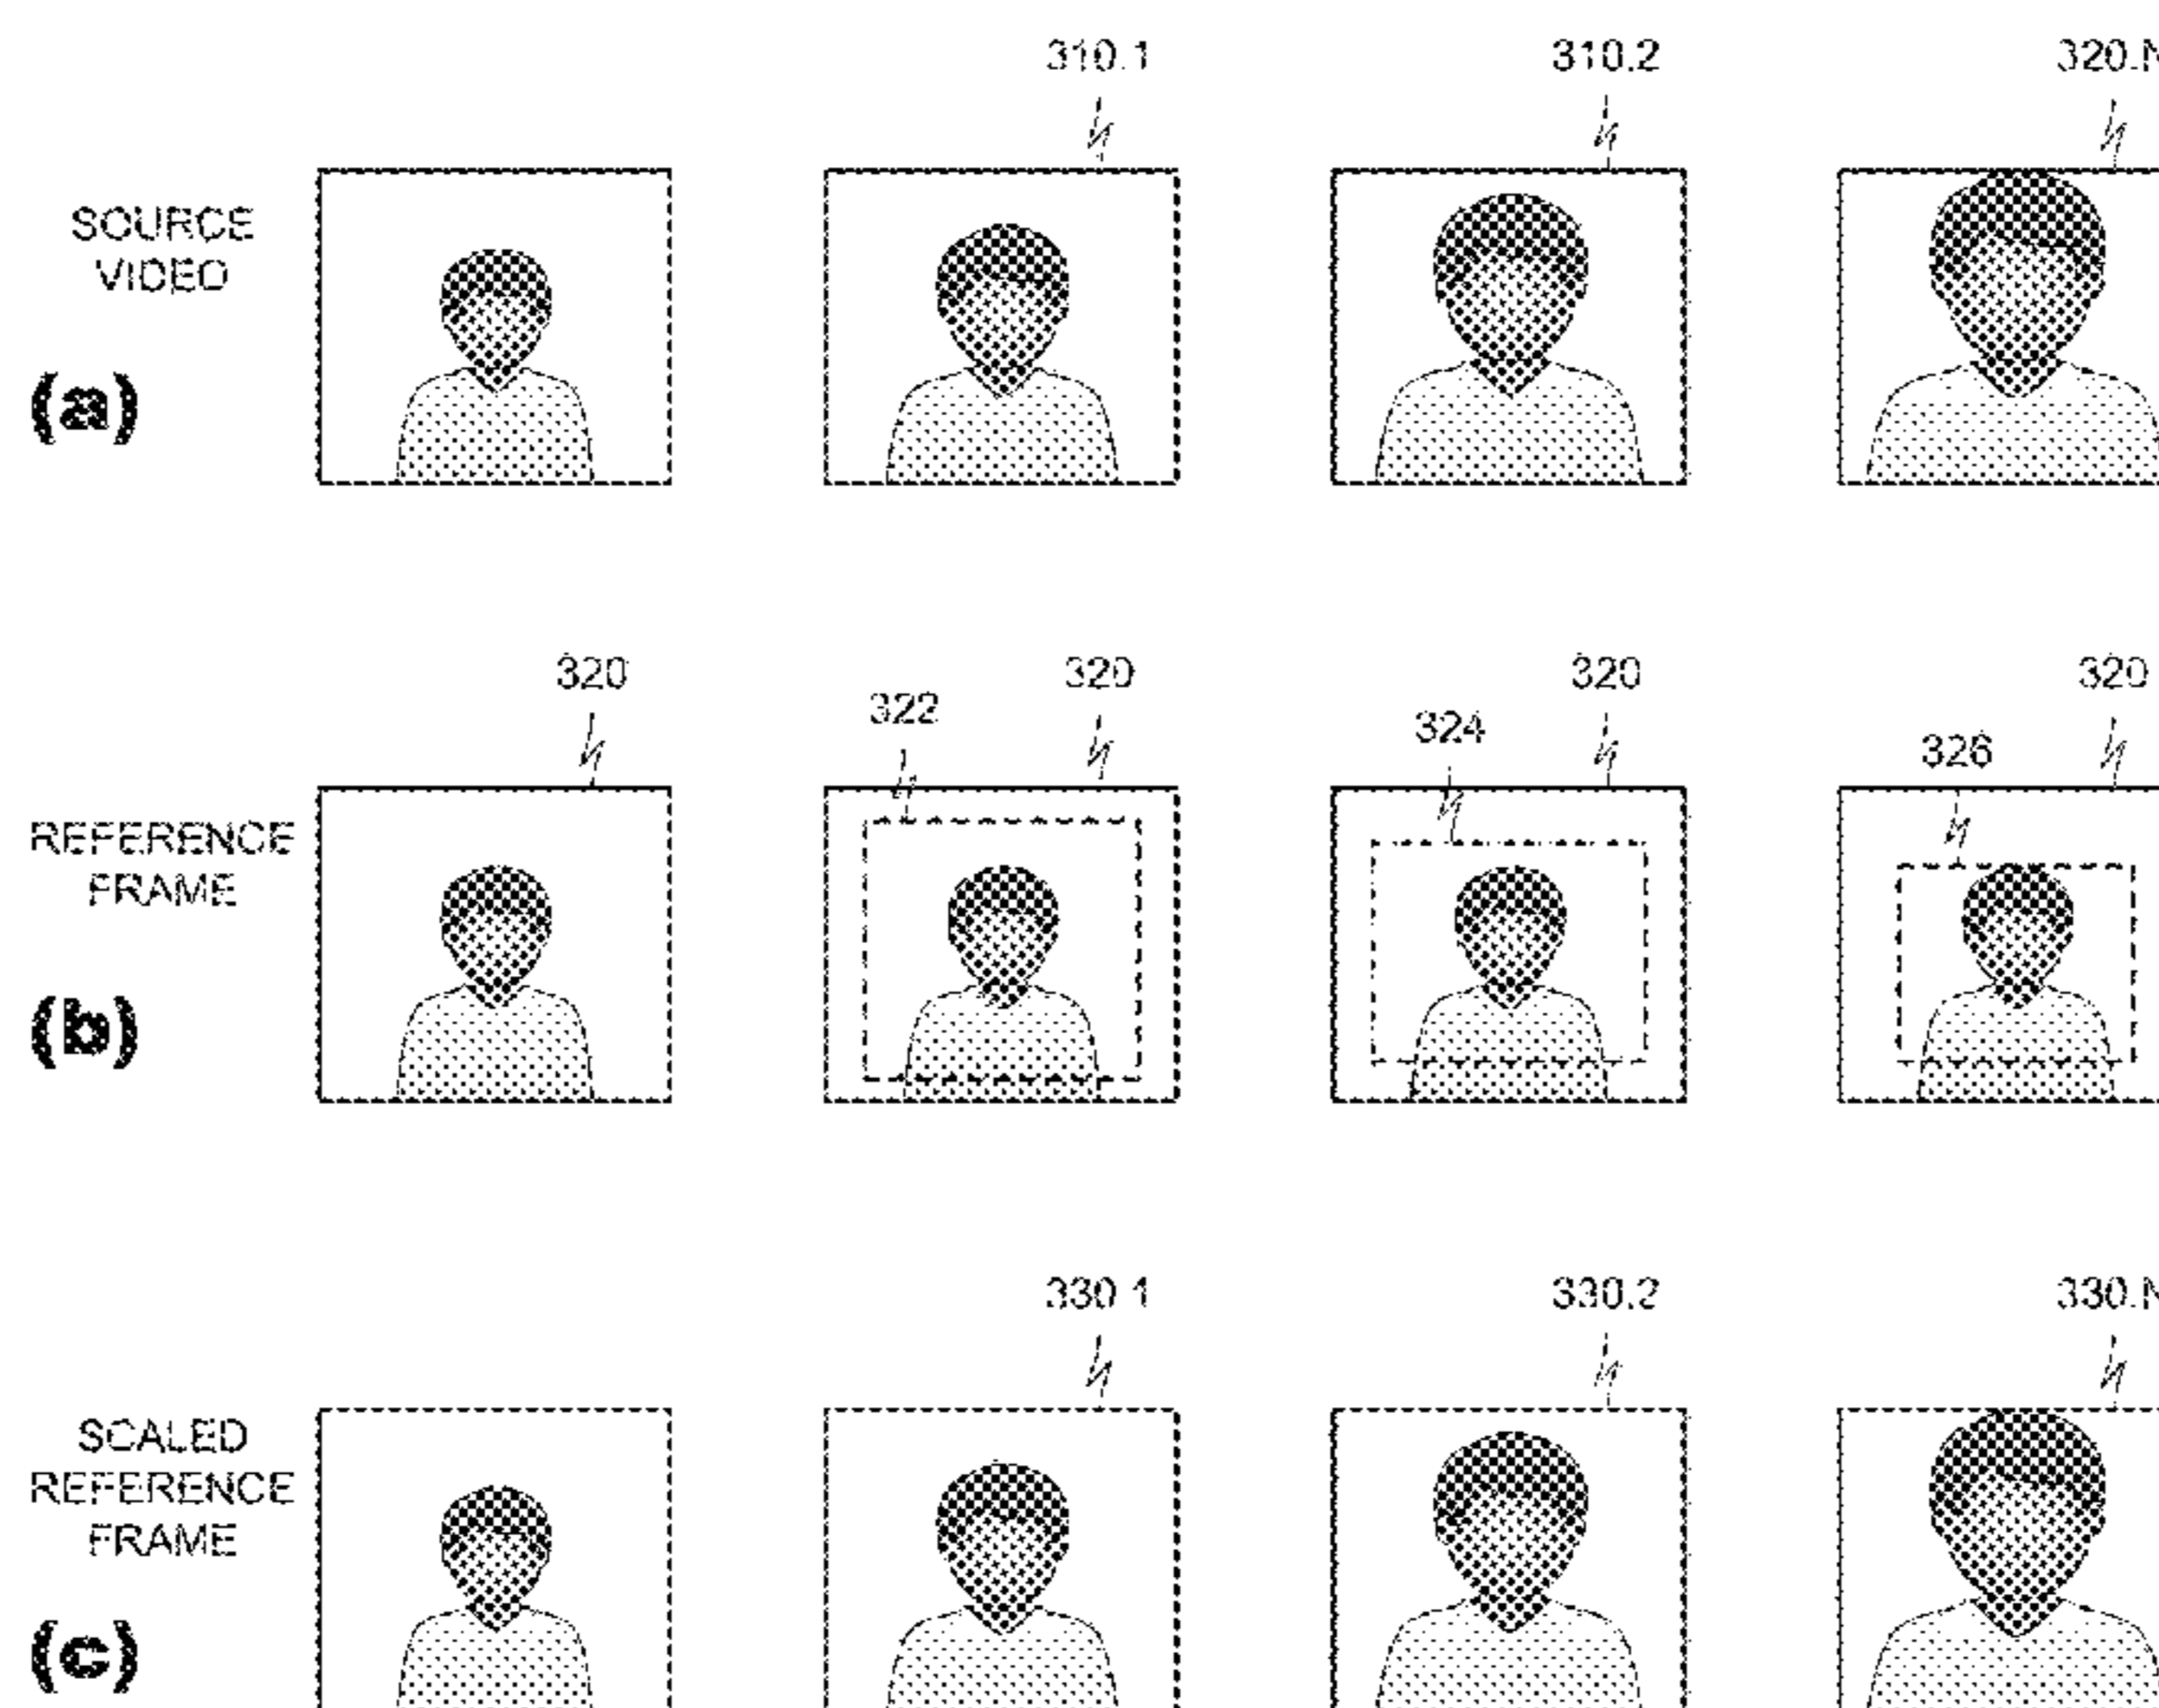 310.1 310.2 320.N
SOURCE
VIDEO
(a)
320 320 320 320
322 324 326
REFERENCE
FRAME
(b)
330.1 330.2 330.N
SCALED
REFERENCE
FRAME
(c)